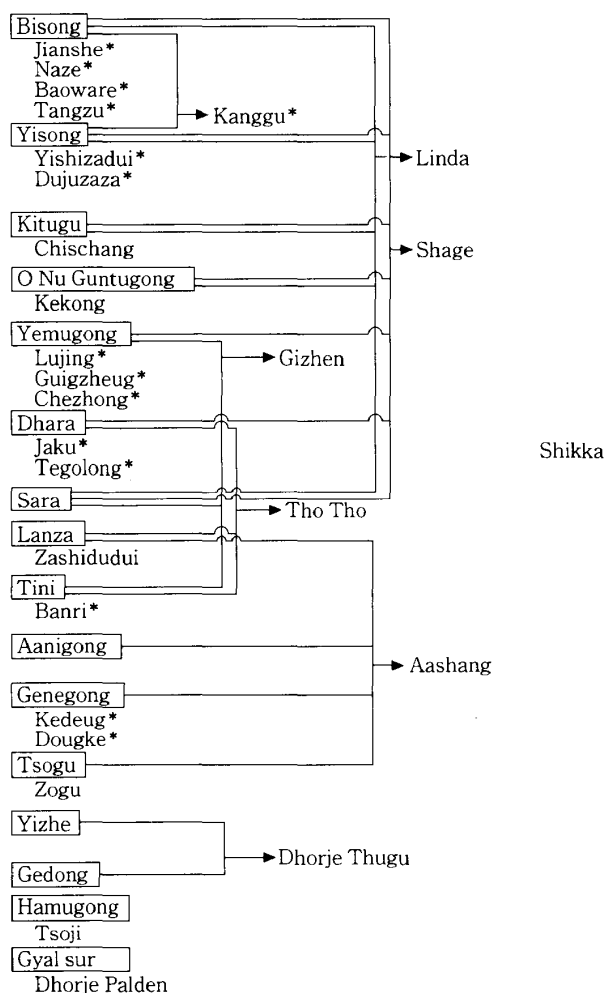 Bisong
Jianshe*
Naze*
Baoware*
Tangzu*
Kanggu*
Yisong
Yishizadui*
Dujuzaza*
Linda
Kitugu
Chischang
Shage
O Nu Guntugong
Kekong
Yemugong
Lujing*
Gizhen
Guigzheug*
Chezhong*
Dhara
Jaku*
Tegolong*
Shikka
Sara
Tho Tho
Lanza
Zashidudui
Tini
Banri*
Aanigong
Aashang
Genegong
Kedeug*
Dougke*
Tsogu
Zogu
Yizhe
Dhorje Thugu
Gedong
Hamugong
Tsoji
Gyal sur
Dhorje Palden